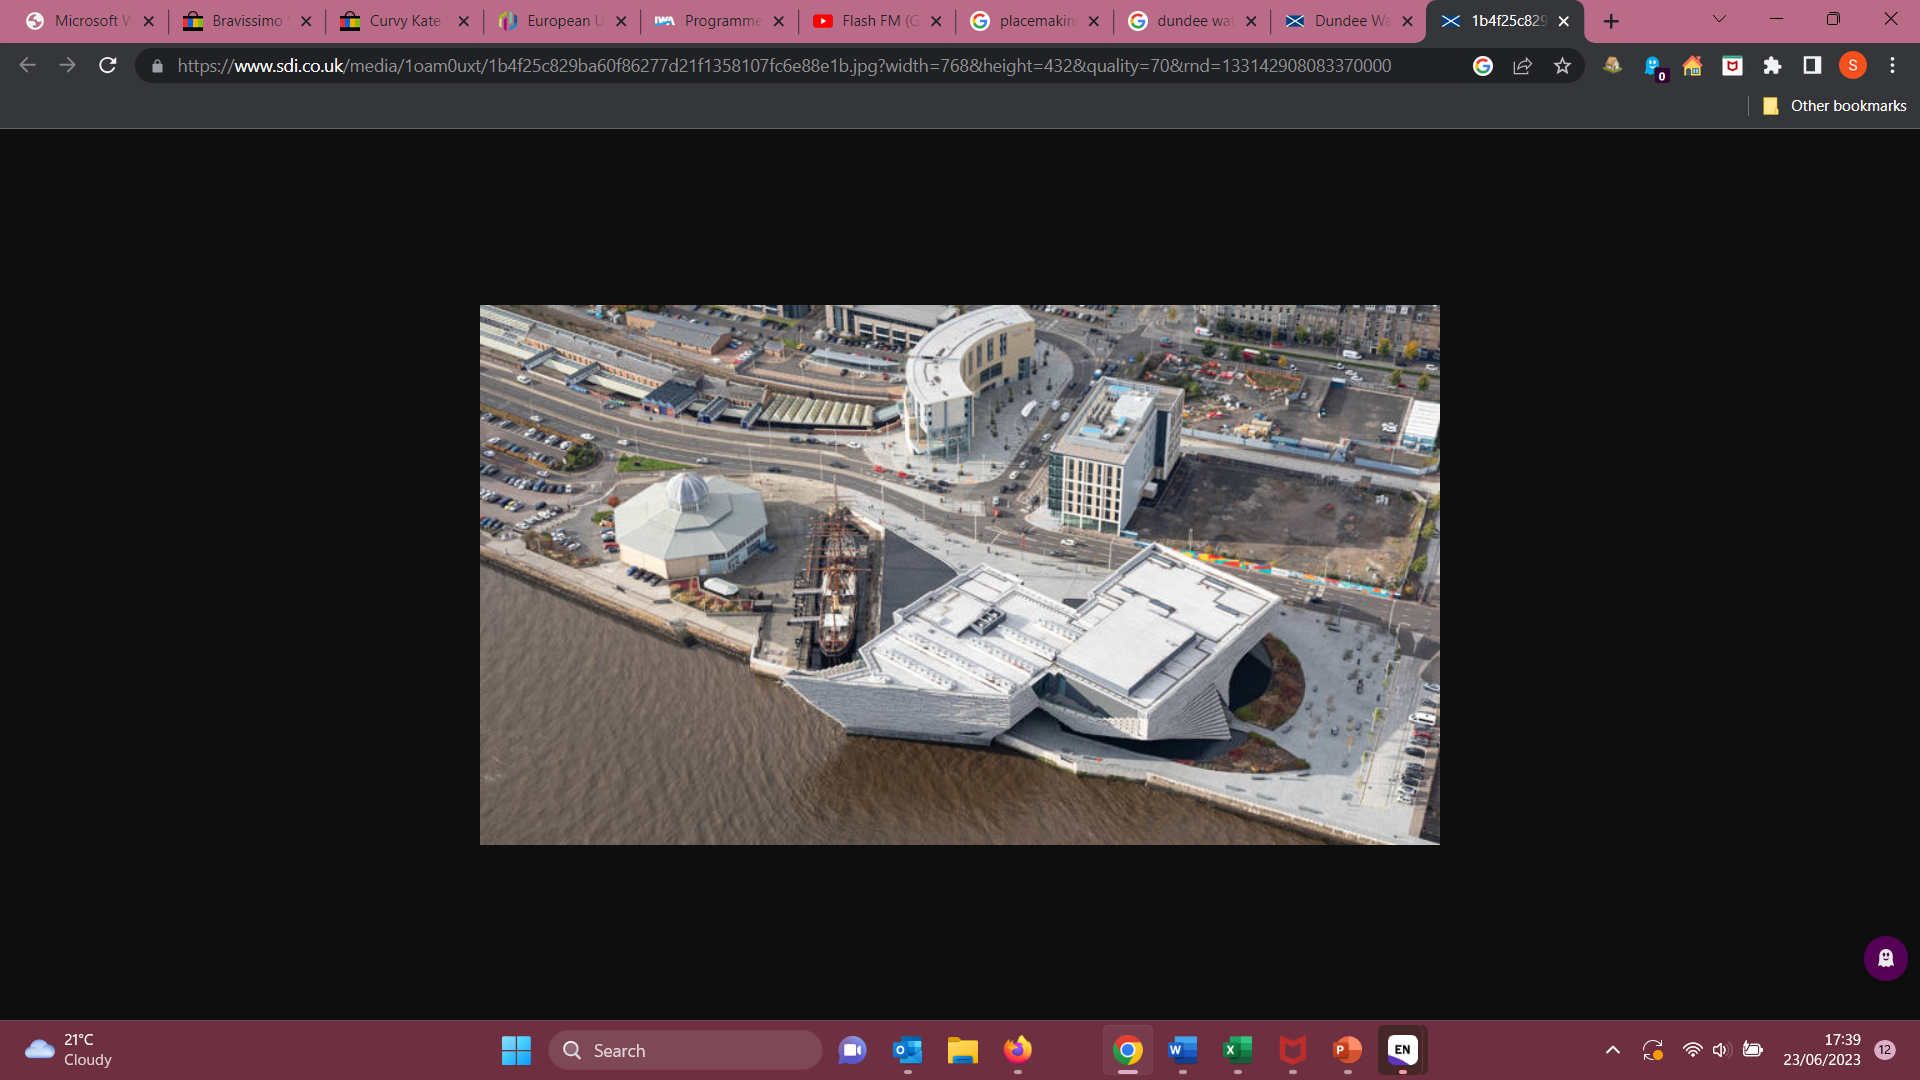 Microsoft W
Bravissimo
Curvy Kate
European U
Programme
Flash FM (G
placemakin
dundee wat
Dundee Wa
1b4f25c829
https://www.sdi.co.uk/media/1oam0uxt/1b4f25c829ba60f86277d21f1358107fc6e88e1b.jpg?width=768&height=432&quality=70&rnd=133142908083370000
0
S
Other bookmarks
21°C
Cloudy
Search
EN
17:39
23/06/2023
12